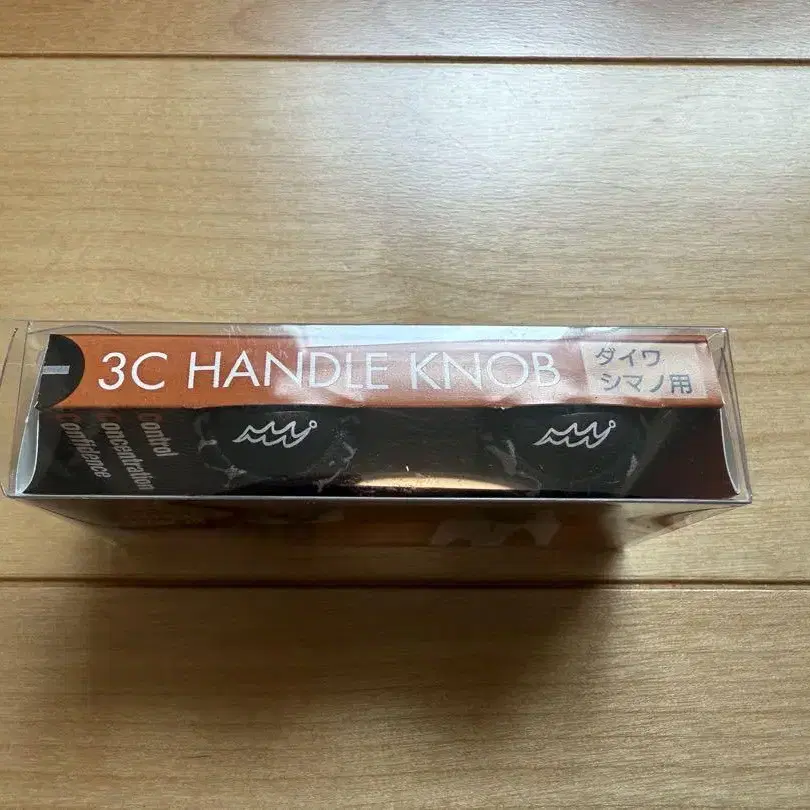 3C HANDLE KNOB
ダイワ
シマノ用
Control
Concentration
Confidence